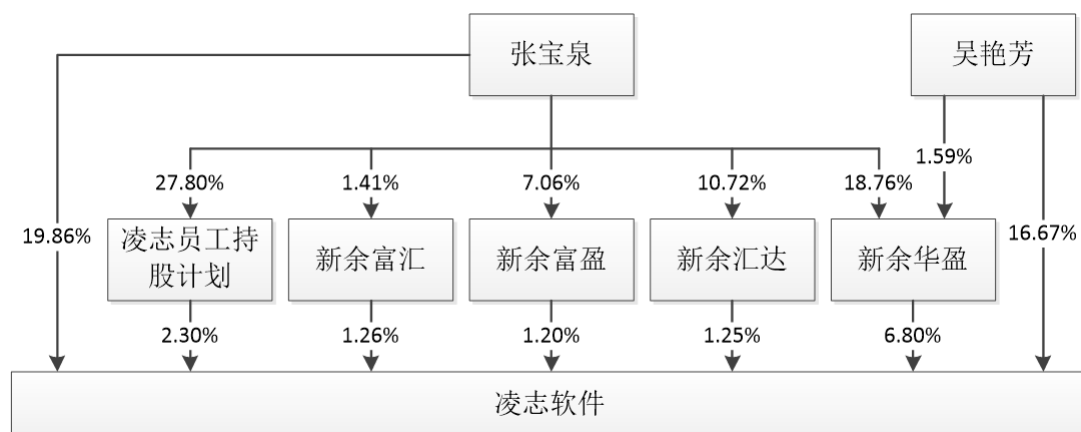 张宝泉
吴艳芳
1.59%
27.80%
1.41%
7.06%
10.72%
18.76%
19.86%
凌志员工持
股计划
新余富汇
新余富盈
新余汇达
新余华盈
16.67%
2.30%
1.26%
1.20%
1.25%
6.80%
凌志软件